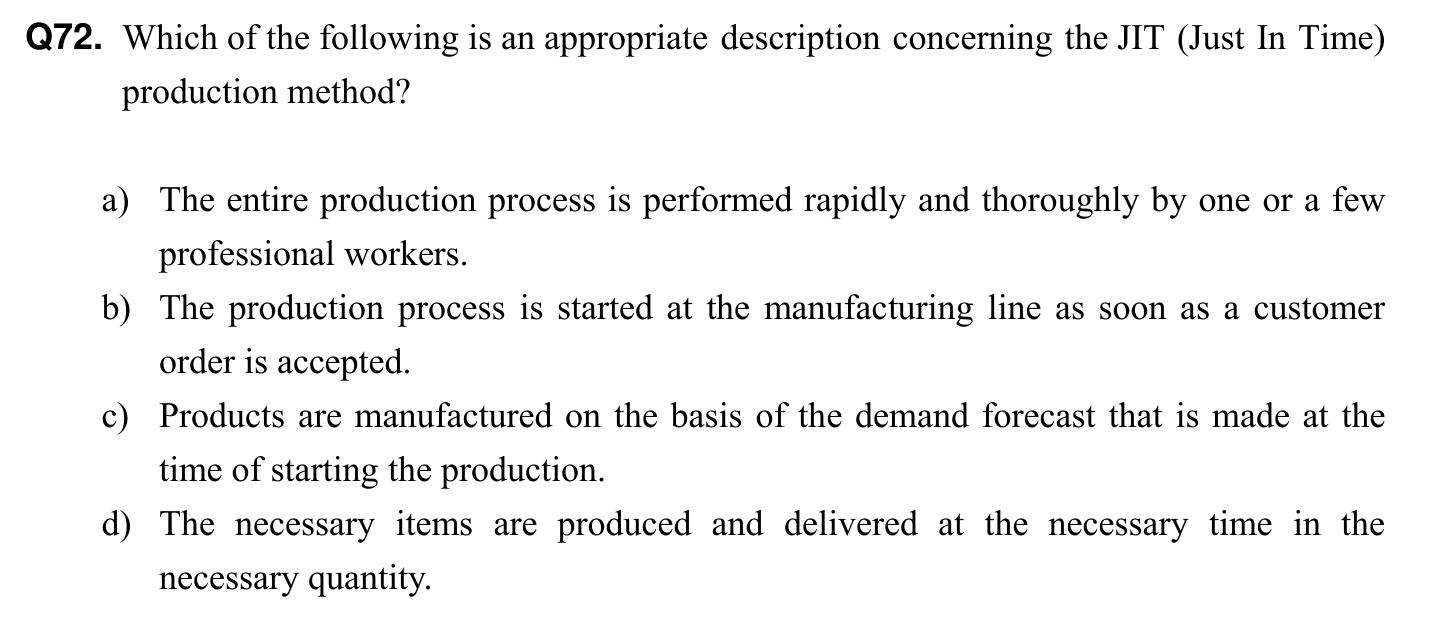 Q72. Which of the following is an appropriate description concerning the JIT (Just In Time)
production method?
a) The entire production process is performed rapidly and thoroughly by one or a few
professional workers.
b) The production process is started at the manufacturing line as soon as a customer
order is accepted.
c) Products are manufactured on the basis of the demand forecast that is made at the
time of starting the production.
d) The necessary items are produced and delivered at the necessary time in the
necessary quantity.